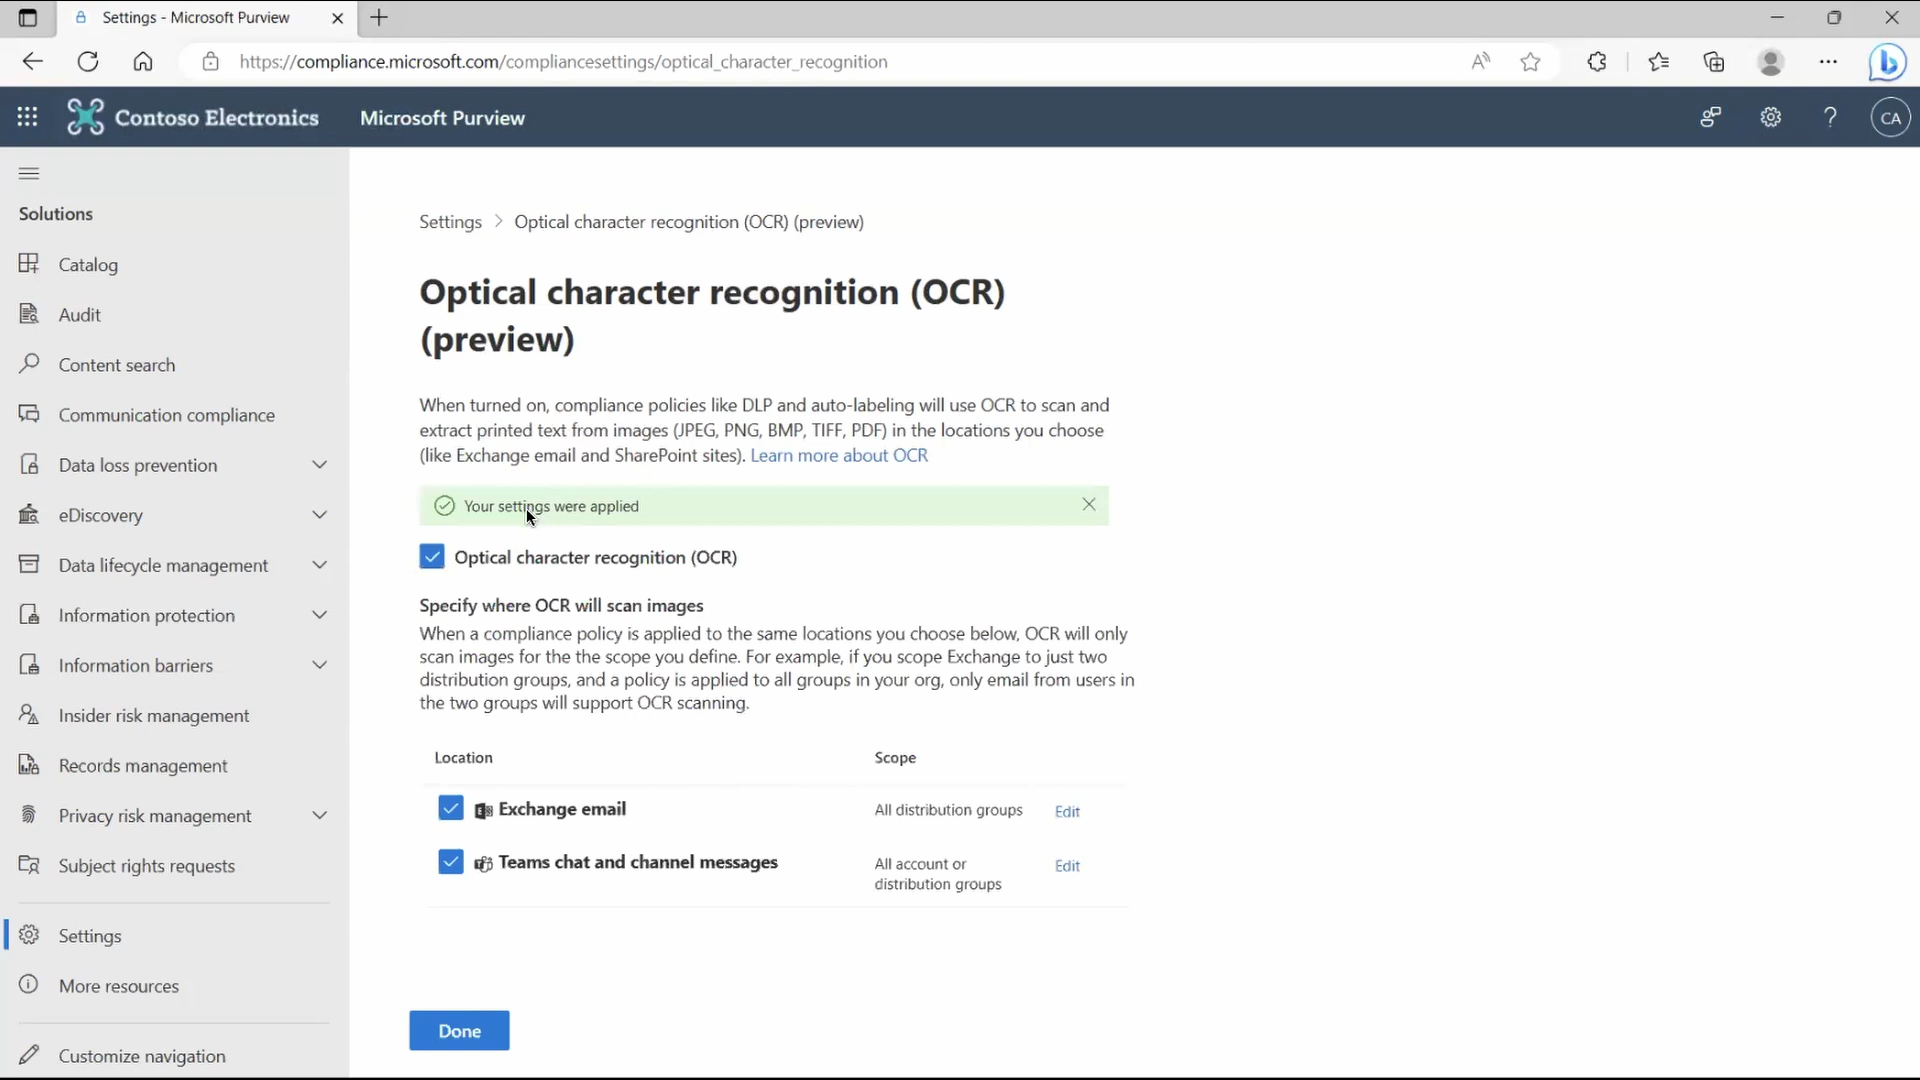 Settings - Microsoft Purview
https://compliance.microsoft.com/compliancesettings/optical_character_recognition
Contoso Electronics
Microsoft Purview
CA
Solutions
Catalog
Audit
Content search
Communication compliance
Data loss prevention
eDiscovery
Data lifecycle management
Information protection
Information barriers
Insider risk management
Records management
Privacy risk management
Subject rights requests
Settings
More resources
Customize navigation
Settings > Optical character recognition (OCR) (preview)
Optical character recognition (OCR)
(preview)
When turned on, compliance policies like DLP and auto-labeling will use OCR to scan and
extract printed text from images (JPEG, PNG, BMP, TIFF, PDF) in the locations you choose
(like Exchange email and SharePoint sites). Learn more about OCR
Your settings were applied
Optical character recognition (OCR)
Specify where OCR will scan images
When a compliance policy is applied to the same locations you choose below, OCR will only
scan images for the the scope you define. For example, if you scope Exchange to just two
distribution groups, and a policy is applied to all groups in your org, only email from users in
the two groups will support OCR scanning.
Location Scope
Exchange email All distribution groups Edit
Teams chat and channel messages All account or Edit
distribution groups
Done